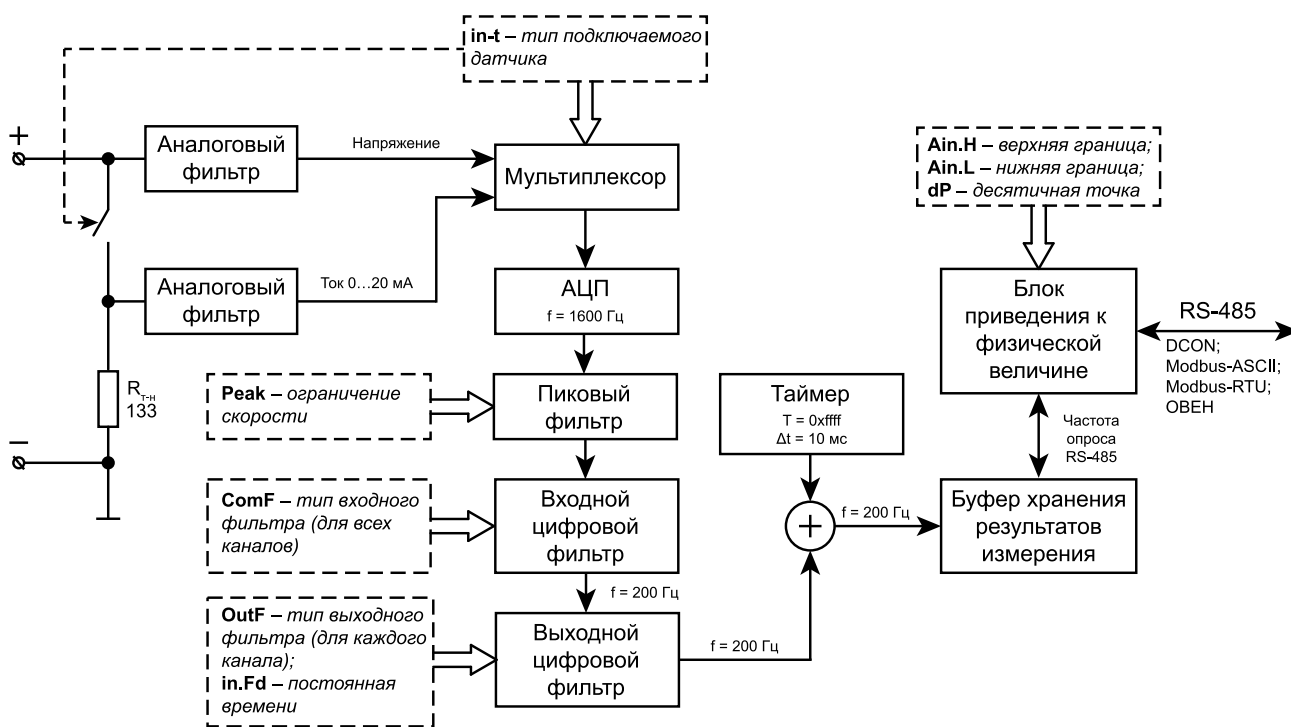 in-t – тип подключаемого
датчика
+
Аналоговый
фильтр
Напряжение
Мультиплексор
Аналоговый
фильтр
Ток 0...20 мА
АЦП
f = 1600 Гц
Rт-н
133
–
Peak – ограничение
скорости
Пиковый
фильтр
ComF – тип входного
фильтра (для всех
каналов)
Входной
цифровой
фильтр
f = 200 Гц
OutF – тип выходного
фильтра (для каждого
канала);
in.Fd – постоянная
времени
Выходной
цифровой
фильтр
f = 200 Гц
Таймер
T = 0xffff
Δt = 10 мс
+
f = 200 Гц
Ain.H – верхняя граница;
Ain.L – нижняя граница;
dP – десятичная точка
Блок
приведения к
физической
величине
RS-485
DCON;
Modbus-ASCII;
Modbus-RTU;
ОВЕН
Частота
опроса
RS-485
Буфер хранения
результатов
измерения